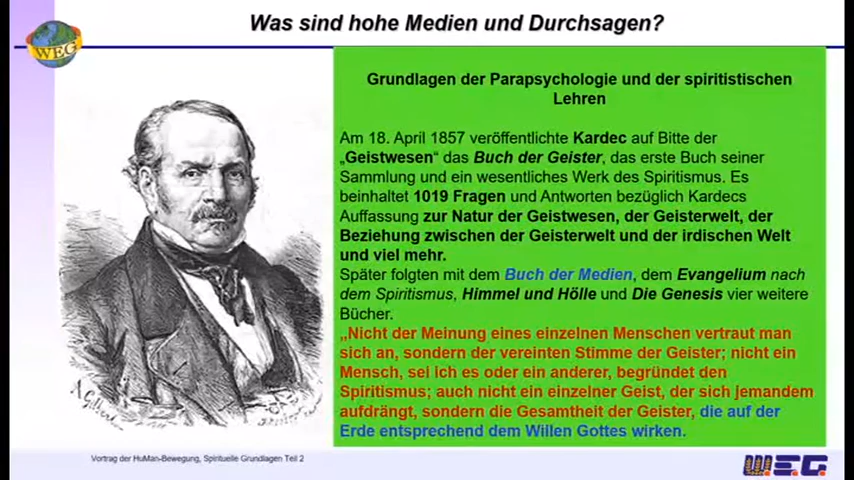 Was sind hohe Medien und Durchsagen?
WEG
Grundlagen der Parapsychologie und der spiritistischen
Lehren
Am 18. April 1857 veröffentlichte Kardec auf Bitte der
„Geistwesen“ das Buch der Geister, das erste Buch seiner
Sammlung und ein wesentliches Werk des Spiritismus. Es
beinhaltet 1019 Fragen und Antworten bezüglich Kardecs
Auffassung zur Natur der Geistwesen, der Geisterwelt, der
Beziehung zwischen der Geisterwelt und der irdischen Welt
und viel mehr.
Später folgten mit dem Buch der Medien, dem Evangelium nach
dem Spiritismus, Himmel und Hölle und Die Genesis vier weitere
Bücher.
„Nicht der Meinung eines einzelnen Menschen vertraut man
sich an, sondern der vereinten Stimme der Geister; nicht ein
Mensch, sei ich es oder ein anderer, begründet den
Spiritismus; auch nicht ein einzelner Geist, der sich jemandem
aufdrängt, sondern die Gesamtheit der Geister, die auf der
Erde entsprechend dem Willen Gottes wirken.
Vortrag der HuMan-Bewegung, Spirituelle Grundlagen Teil 2
W.E.G.